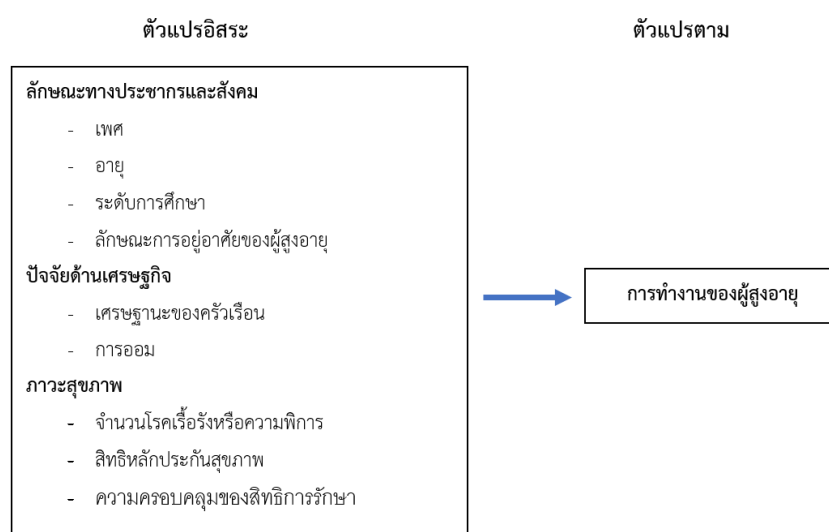 ตัวแปรอิสระ
ตัวแปรตาม
ลักษณะทางประชากรและสังคม
- เพศ
- อายุ
- ระดับการศึกษา
- ลักษณะการอยู่อาศัยของผู้สูงอายุ
ปัจจัยด้านเศรษฐกิจ
- เศรษฐานะของครัวเรือน
- การออม
ภาวะสุขภาพ
- จำนวนโรคเรื้อรังหรือความพิการ
- สิทธิหลักประกันสุขภาพ
- ความครอบคลุมของสิทธิการรักษา
การทำงานของผู้สูงอายุ